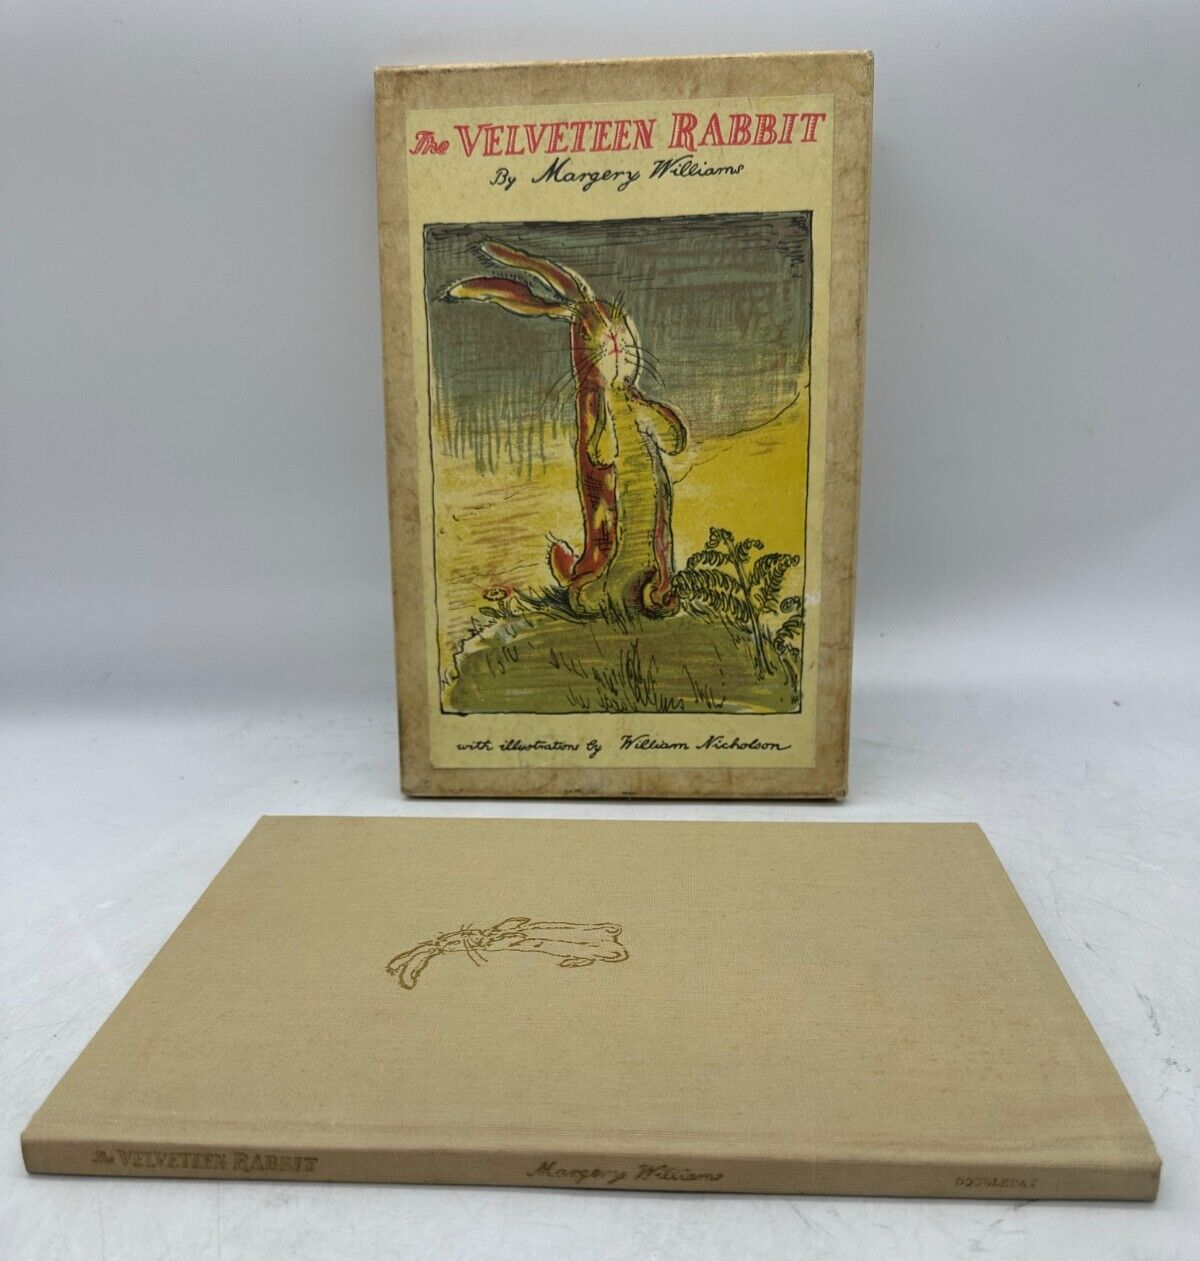 The VELVETEEN RABBIT
By Margery Williams
with illustrations by William Nicholson
The VELVETEEN RABBIT Margery Williams DOUBLEDAY